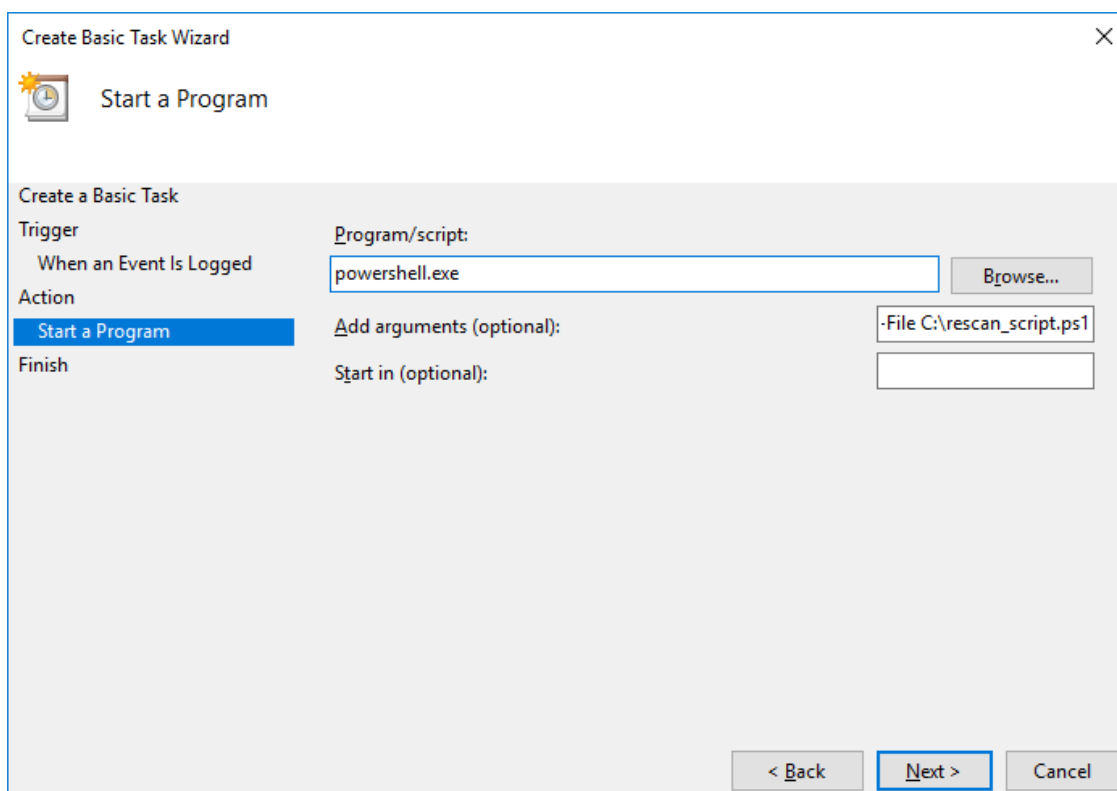 Create Basic Task Wizard
Start a Program
Create a Basic Task
Trigger
When an Event Is Logged
Action
Start a Program
Finish
Program/script:
powershell.exe
Browse...
Add arguments (optional):
-File C:\rescan_script.ps1
Start in (optional):
< Back
Next >
Cancel